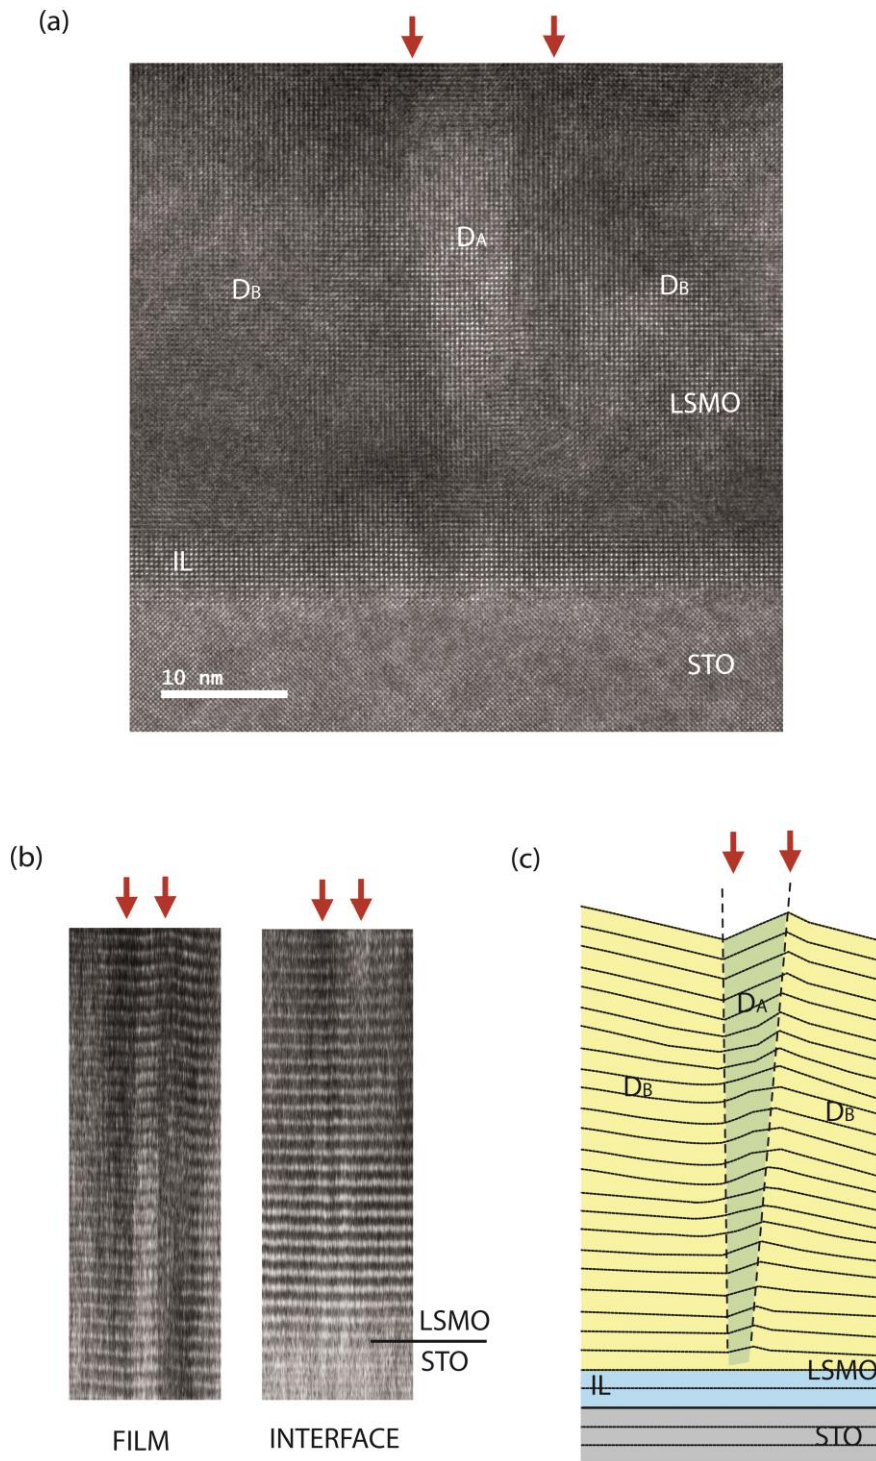 (a)
DA
DB
DB
LSMO
IL
STO
10 nm
(b)
(c)
DA
DB
DB
LSMO
STO
LSMO
IL
STO
FILM
INTERFACE